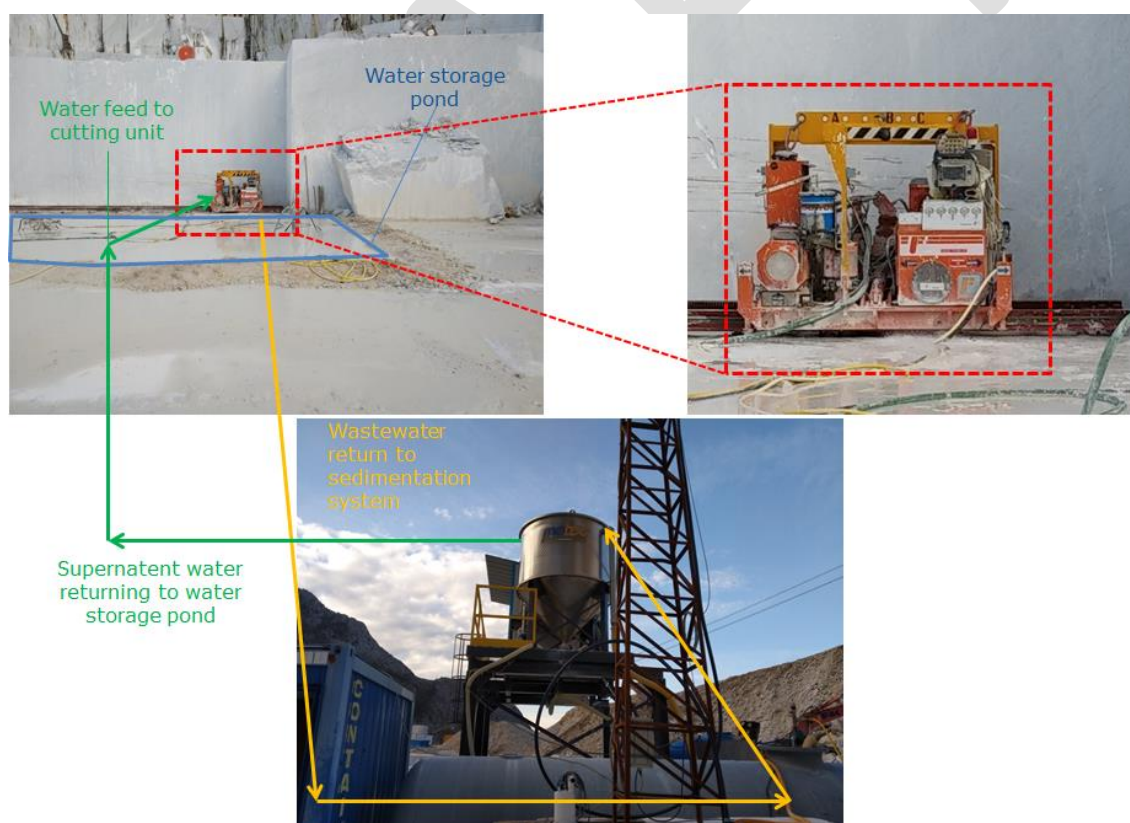 Water feed to
cutting unit
Water storage
pond
A B C
Wastewater
return to
sedimentation
system
Supernatent water
returning to water
storage pond
CONTAI